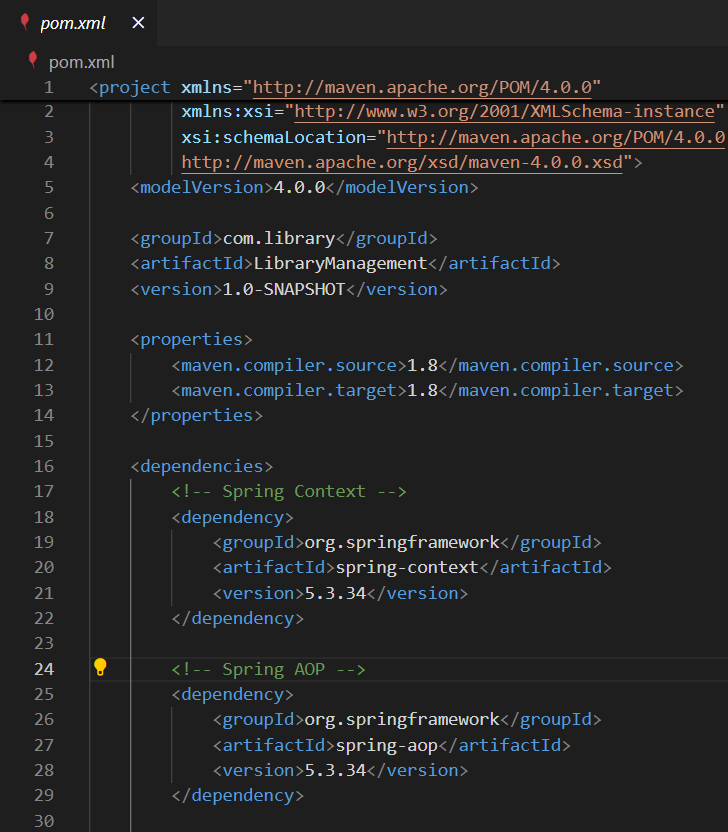 pom.xml
pom.xml
1 <project xmlns="http://maven.apache.org/POM/4.0.0"
2 xmlns:xsi="http://www.w3.org/2001/XMLSchema-instance"
3 xsi:schemaLocation="http://maven.apache.org/POM/4.0.0
4 http://maven.apache.org/xsd/maven-4.0.0.xsd">
5 <modelVersion>4.0.0</modelVersion>
6
7 <groupId>com.library</groupId>
8 <artifactId>LibraryManagement</artifactId>
9 <version>1.0-SNAPSHOT</version>
10
11 <properties>
12 <maven.compiler.source>1.8</maven.compiler.source>
13 <maven.compiler.target>1.8</maven.compiler.target>
14 </properties>
15
16 <dependencies>
17 <!-- Spring Context -->
18 <dependency>
19 <groupId>org.springframework</groupId>
20 <artifactId>spring-context</artifactId>
21 <version>5.3.34</version>
22 </dependency>
23
24 <!-- Spring AOP -->
25 <dependency>
26 <groupId>org.springframework</groupId>
27 <artifactId>spring-aop</artifactId>
28 <version>5.3.34</version>
29 </dependency>
30